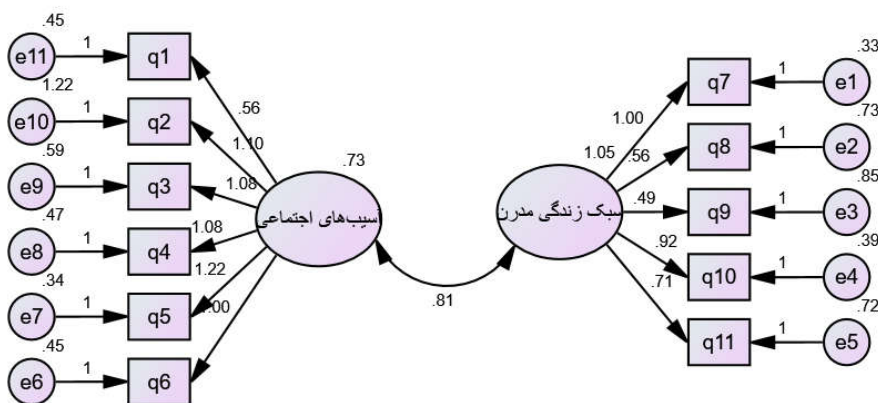 .45
e11 1 q1
1.22
e10 1 q2
.59
e9 1 q3
.47
e8 1 q4
.34
e7 1 q5
.45
e6 1 q6
.56
1.10
1.08
1.08
1.22
1.00
.73
آسیب‌های اجتماعی
.81
1.05
سبک زندگی مدرن
1.00
.56
.49
.92
.71
.33
q7 1 e1
.73
q8 1 e2
.85
q9 1 e3
.39
q10 1 e4
.72
q11 1 e5